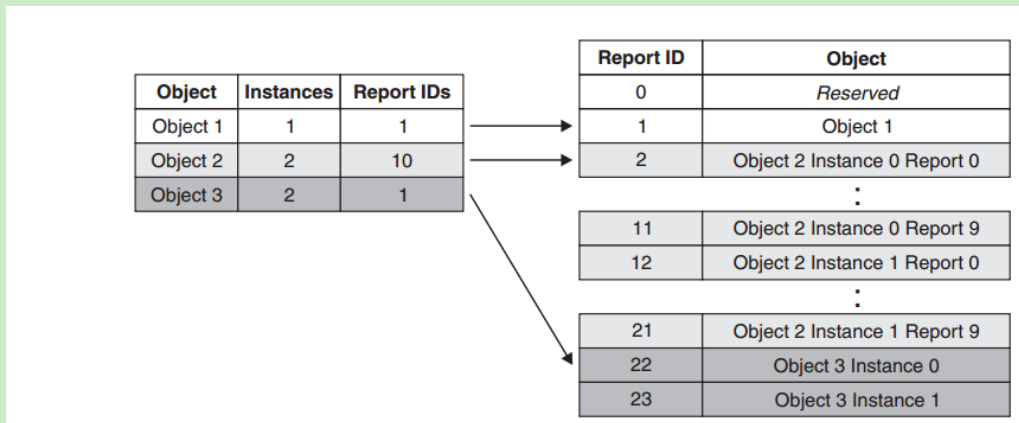 Object Instances Report IDs
Object 1 1 1
Object 2 2 10
Object 3 2 1
Report ID Object
0 Reserved
1 Object 1
2 Object 2 Instance 0 Report 0
:
11 Object 2 Instance 0 Report 9
12 Object 2 Instance 1 Report 0
:
21 Object 2 Instance 1 Report 9
22 Object 3 Instance 0
23 Object 3 Instance 1